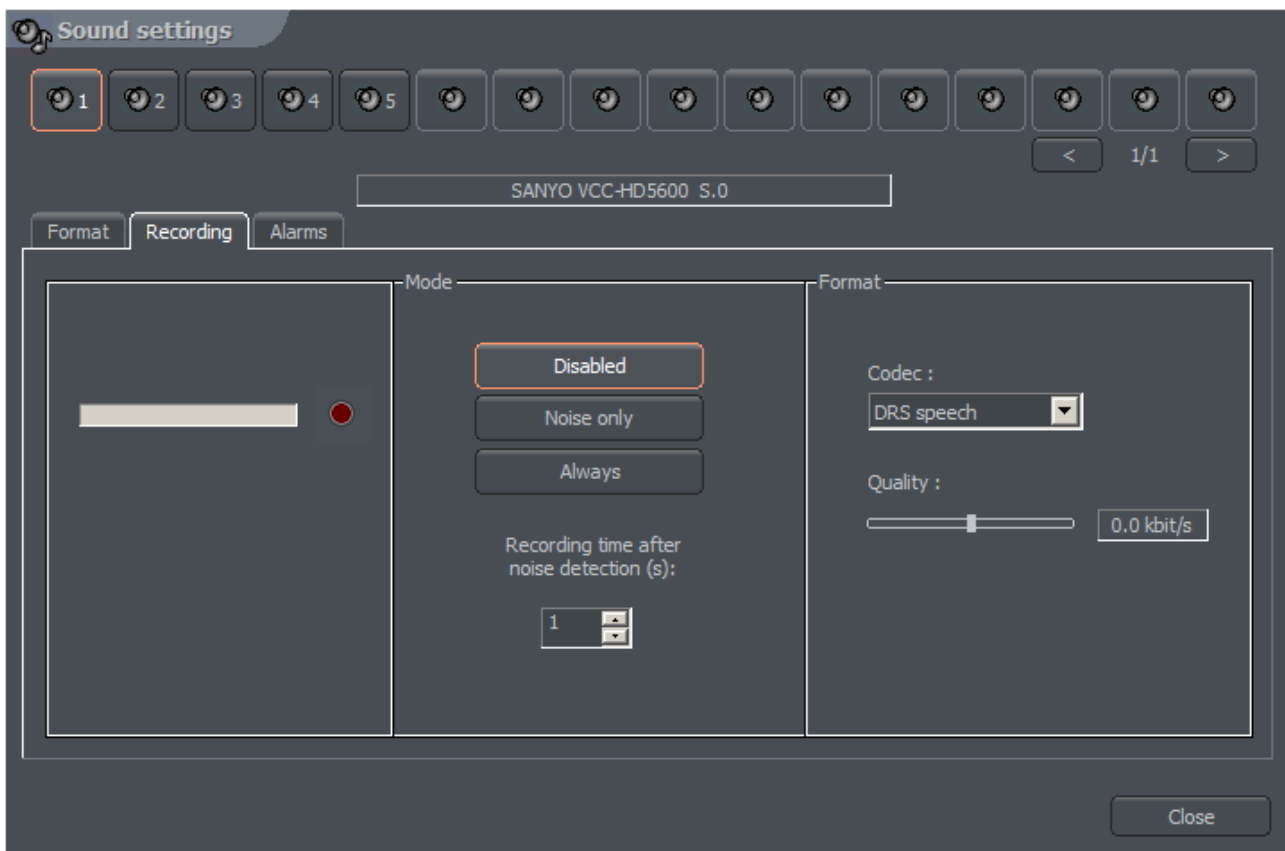 Sound settings
1 2 3 4 5
< 1/1 >
SANYO VCC-HD5600 S.0
Format Recording Alarms
Mode
Disabled
Noise only
Always
Recording time after
noise detection (s):
1
Format
Codec :
DRS speech
Quality :
0.0 kbit/s
Close